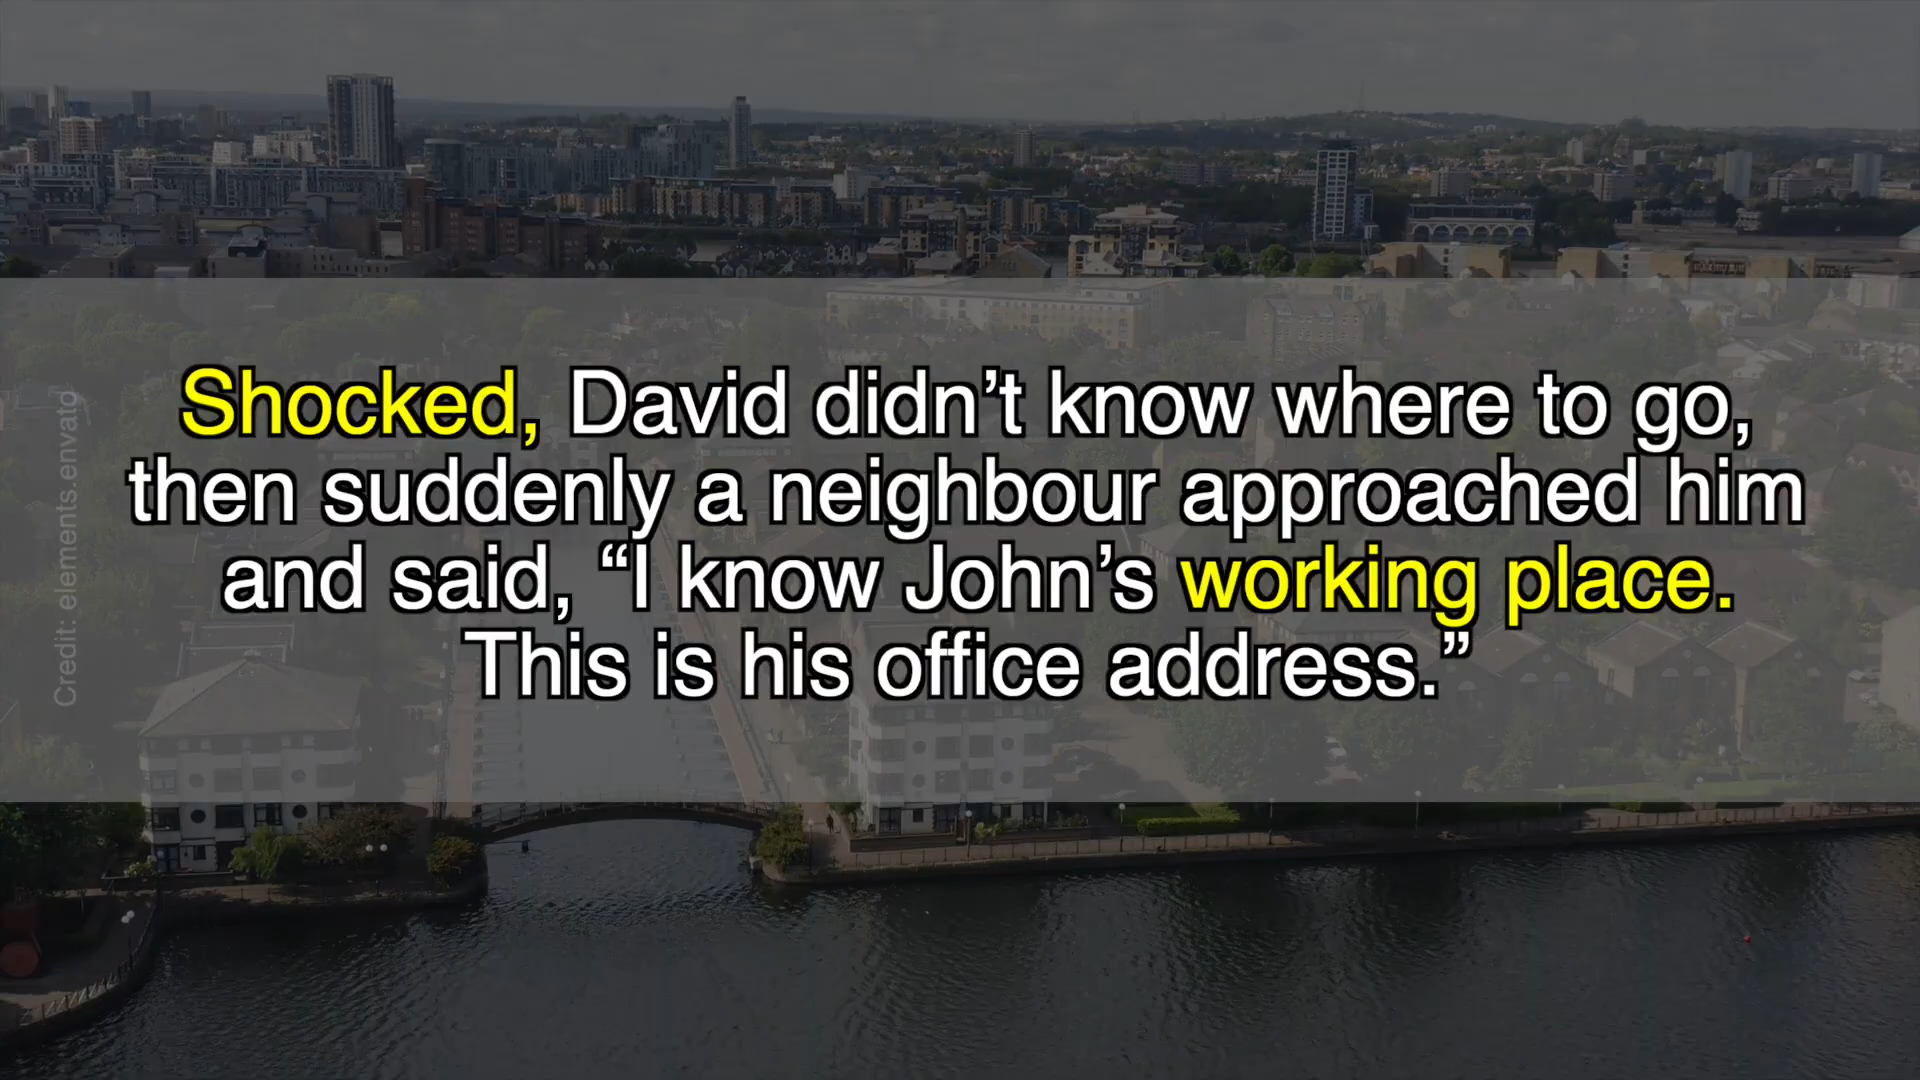 Shocked, David didn’t know where to go,
then suddenly a neighbour approached him
and said, “I know John’s working place.
This is his office address.”
Credit: elements.envato